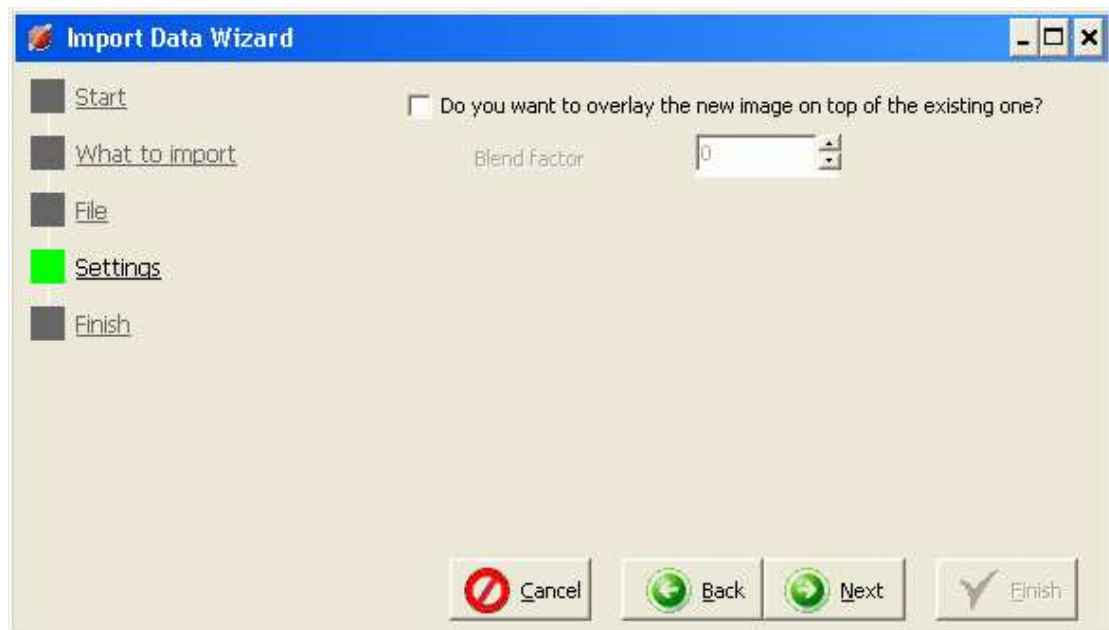 Import Data Wizard
Start
What to import
File
Settings
Finish
Do you want to overlay the new image on top of the existing one?
Blend factor
0
Cancel
Back
Next
Finish